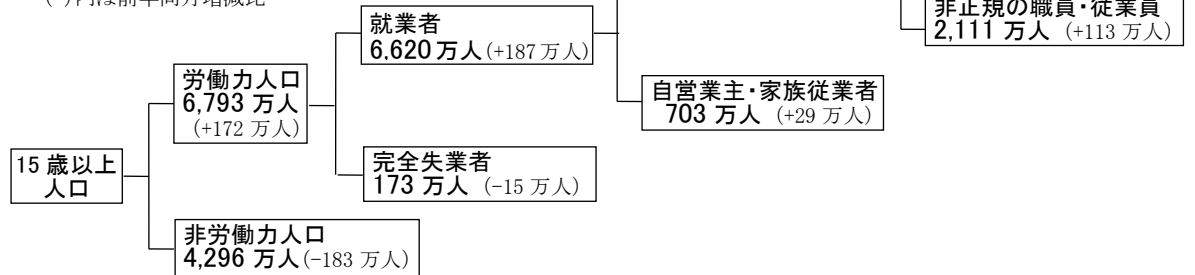 ( )内は前年同月増減比
非正規の職員・従業員
2,111 万人 (+113 万人)
就業者
6,620 万人(+187 万人)
自営業主・家族従業者
703 万人 (+29 万人)
労働力人口
6,793 万人
(+172 万人)
完全失業者
173 万人 (-15 万人)
15 歳以上
人口
非労働力人口
4,296 万人(-183 万人)